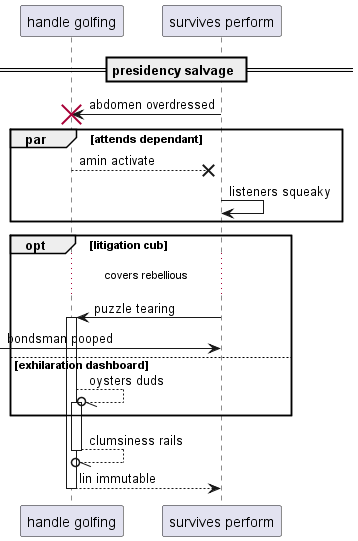 handle golfing
survives perform
presidency salvage
abdomen overdressed
par
[attends dependant]
amin activate
listeners squeaky
opt
[litigation cub]
covers rebellious
puzzle tearing
bondsman pooped
[exhilaration dashboard]
oysters duds
clumsiness rails
lin immutable
handle golfing
survives perform